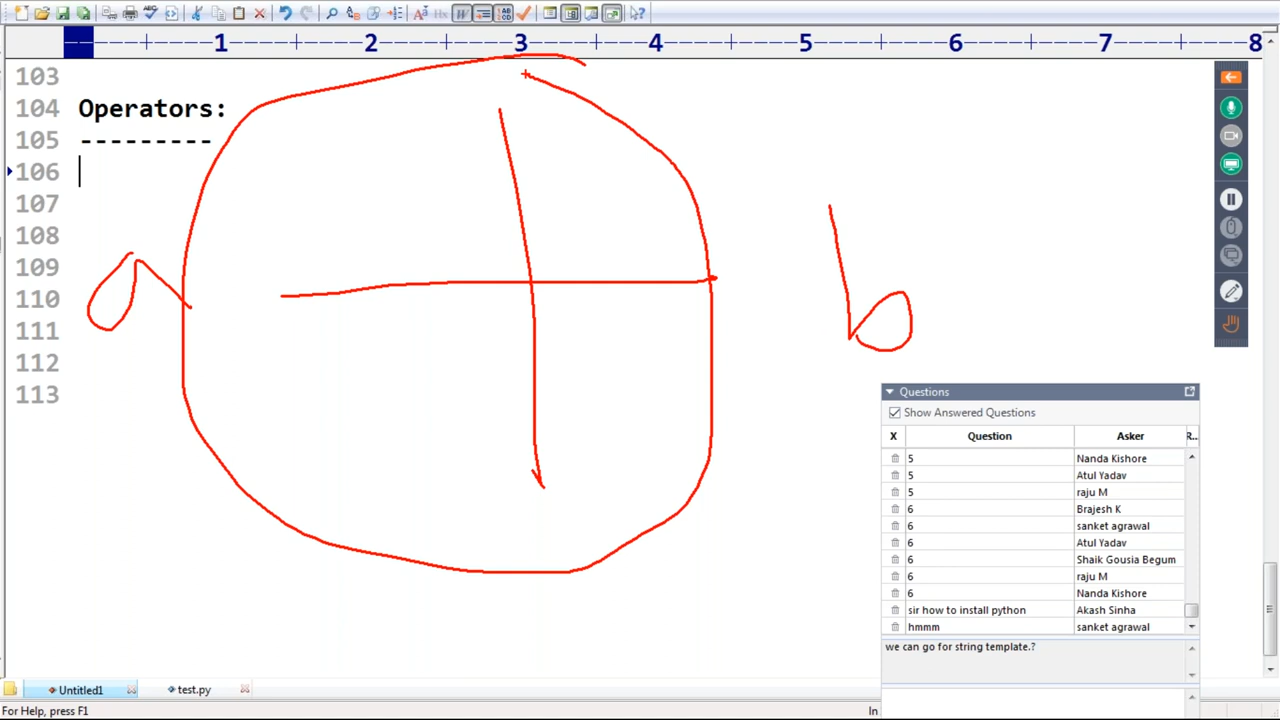 1 2 3 4 5 6 7 8
103
104 Operators:
105 ---------
106
107
108
109
110
111
112
113
a + b
Questions
Show Answered Questions
X Question Asker R...
5 Nanda Kishore
5 Atul Yadav
5 raju M
6 Brajesh K
6 sanket agrawal
6 Atul Yadav
6 Shaik Gousia Begum
6 raju M
6 Nanda Kishore
sir how to install python Akash Sinha
hmmm sanket agrawal
we can go for string template.?
Untitled1 test.py
For Help, press F1 In